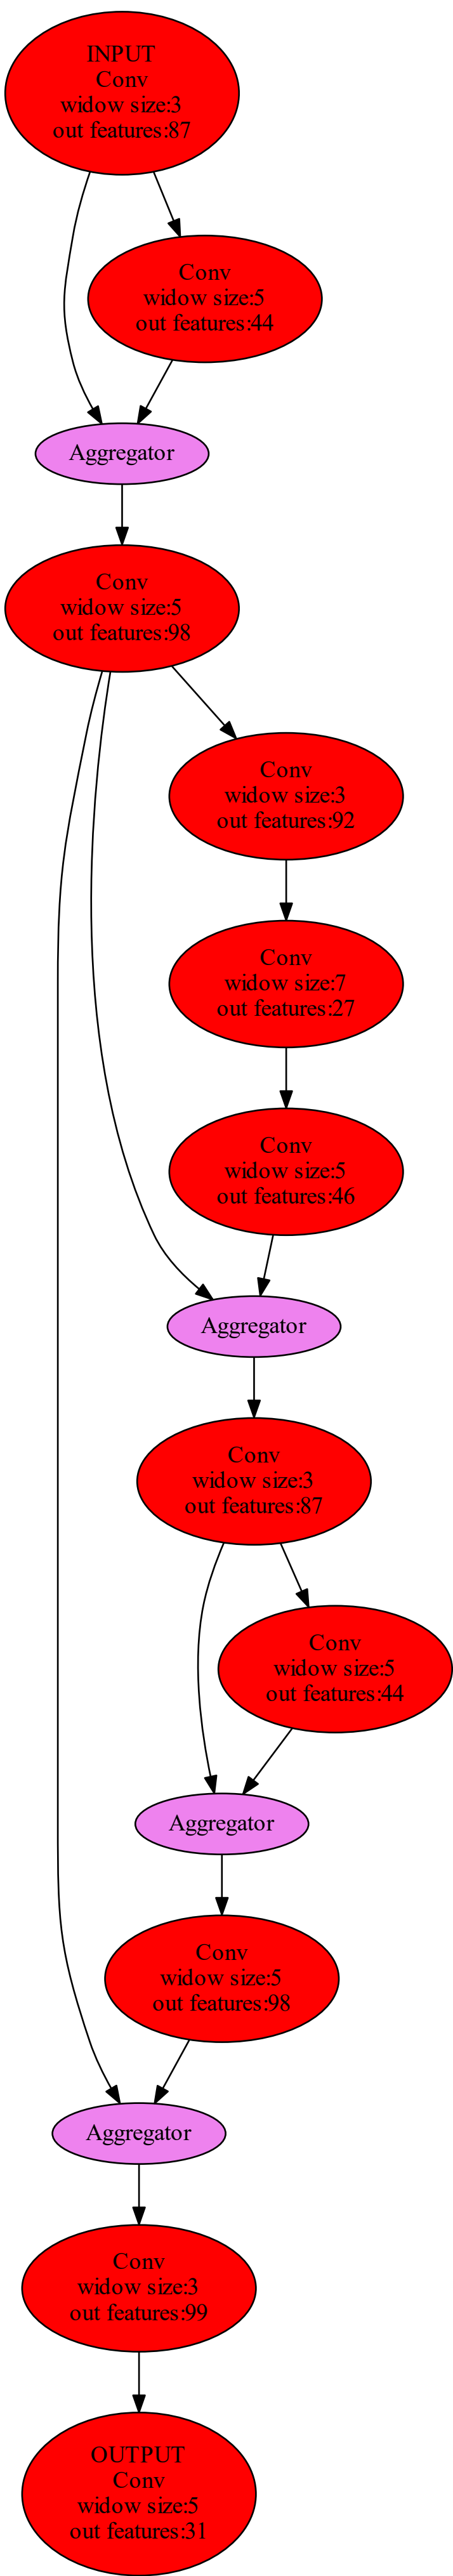 INPUT
Conv
widow size:3
out features:87
Conv
widow size:5
out features:44
Aggregator
Conv
widow size:5
out features:98
Conv
widow size:3
out features:92
Conv
widow size:7
out features:27
Conv
widow size:5
out features:46
Aggregator
Conv
widow size:3
out features:87
Conv
widow size:5
out features:44
Aggregator
Conv
widow size:5
out features:98
Aggregator
Conv
widow size:3
out features:99
OUTPUT
Conv
widow size:5
out features:31